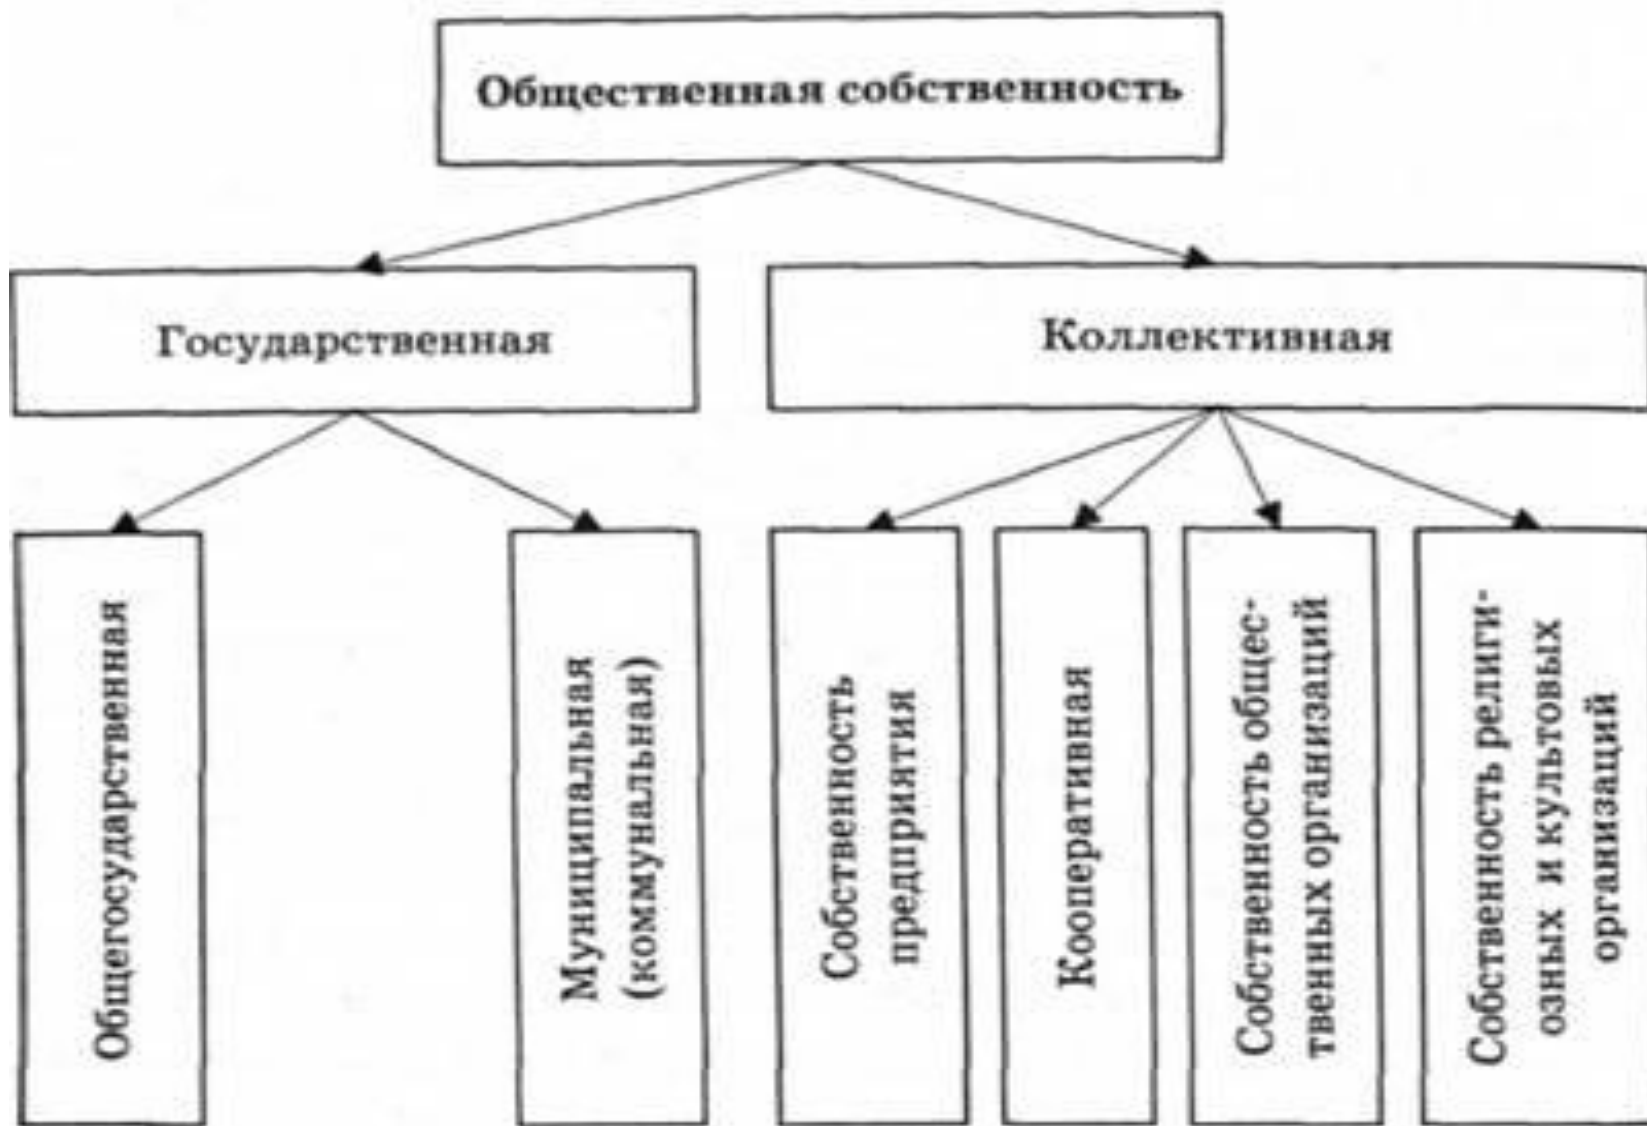 Общественная собственность
Государственная
Коллективная
Общегосударственная
Муниципальная
(коммунальная)
Собственность
предприятия
Кооперативная
Собственность общес-
твенных организаций
Собственность религи-
озных и культовых
организаций